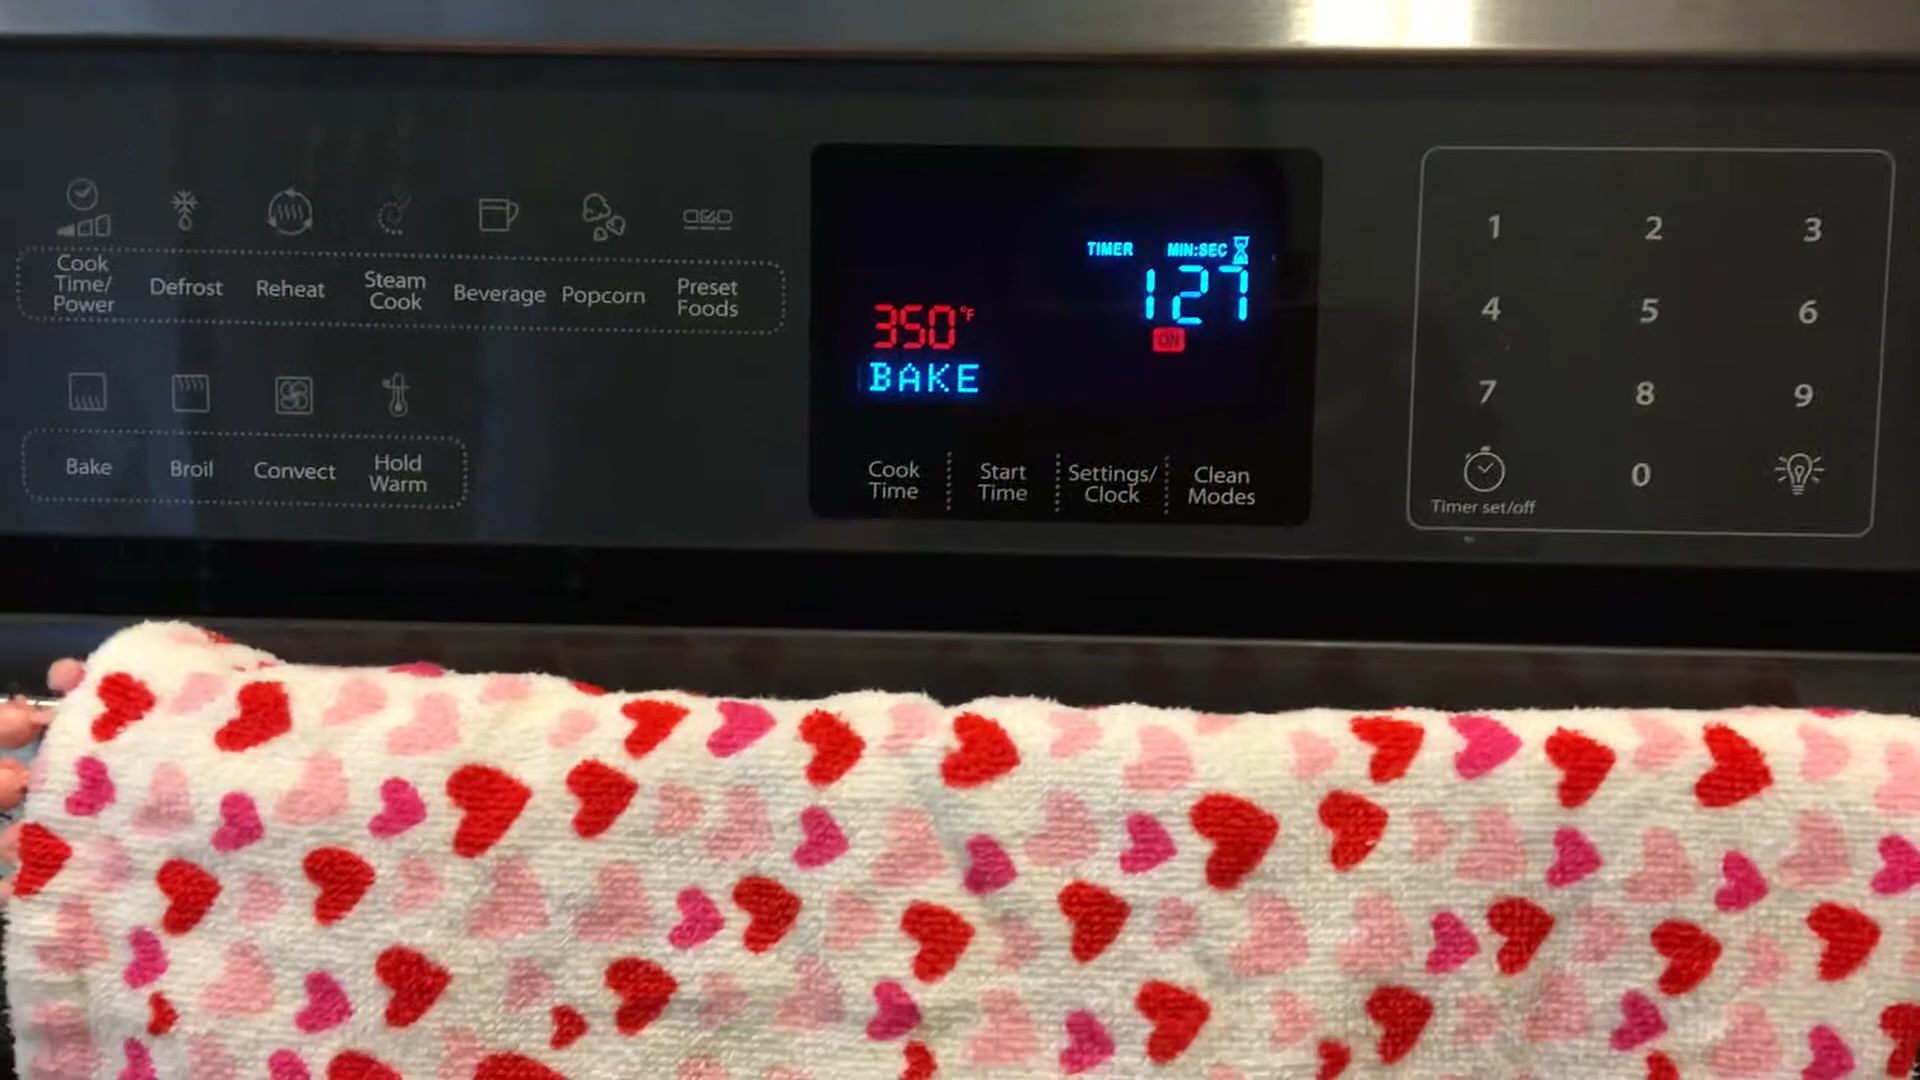 Cook
Time/
Power
Defrost
Reheat
Steam
Cook
Beverage
Popcorn
Preset
Foods
Bake
Broil
Convect
Hold
Warm
TIMER MIN:SEC
127
ON
350°F
BAKE
Cook
Time
Start
Time
Settings/
Clock
Clean
Modes
1 2 3
4 5 6
7 8 9
0
Timer set/off